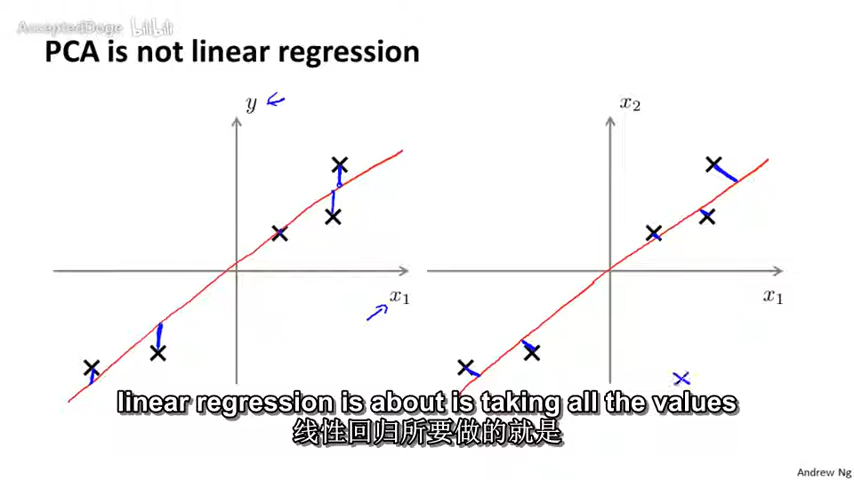 AcceptedDoge bilibili
PCA is not linear regression
y
x₂
x₁
x₁
linear regression is about is taking all the values
线性回归所要做的就是
Andrew Ng